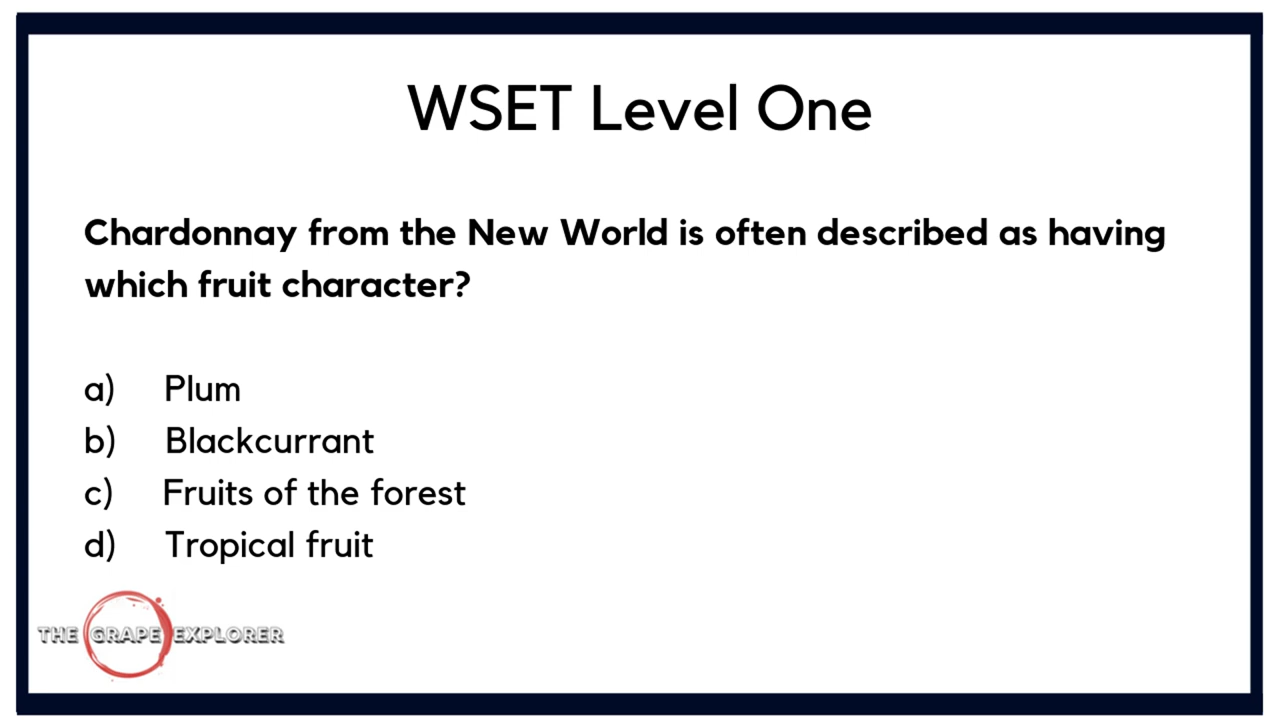 WSET Level One
Chardonnay from the New World is often described as having
which fruit character?
a) Plum
b) Blackcurrant
c) Fruits of the forest
d) Tropical fruit
THE GRAPE EXPLORER